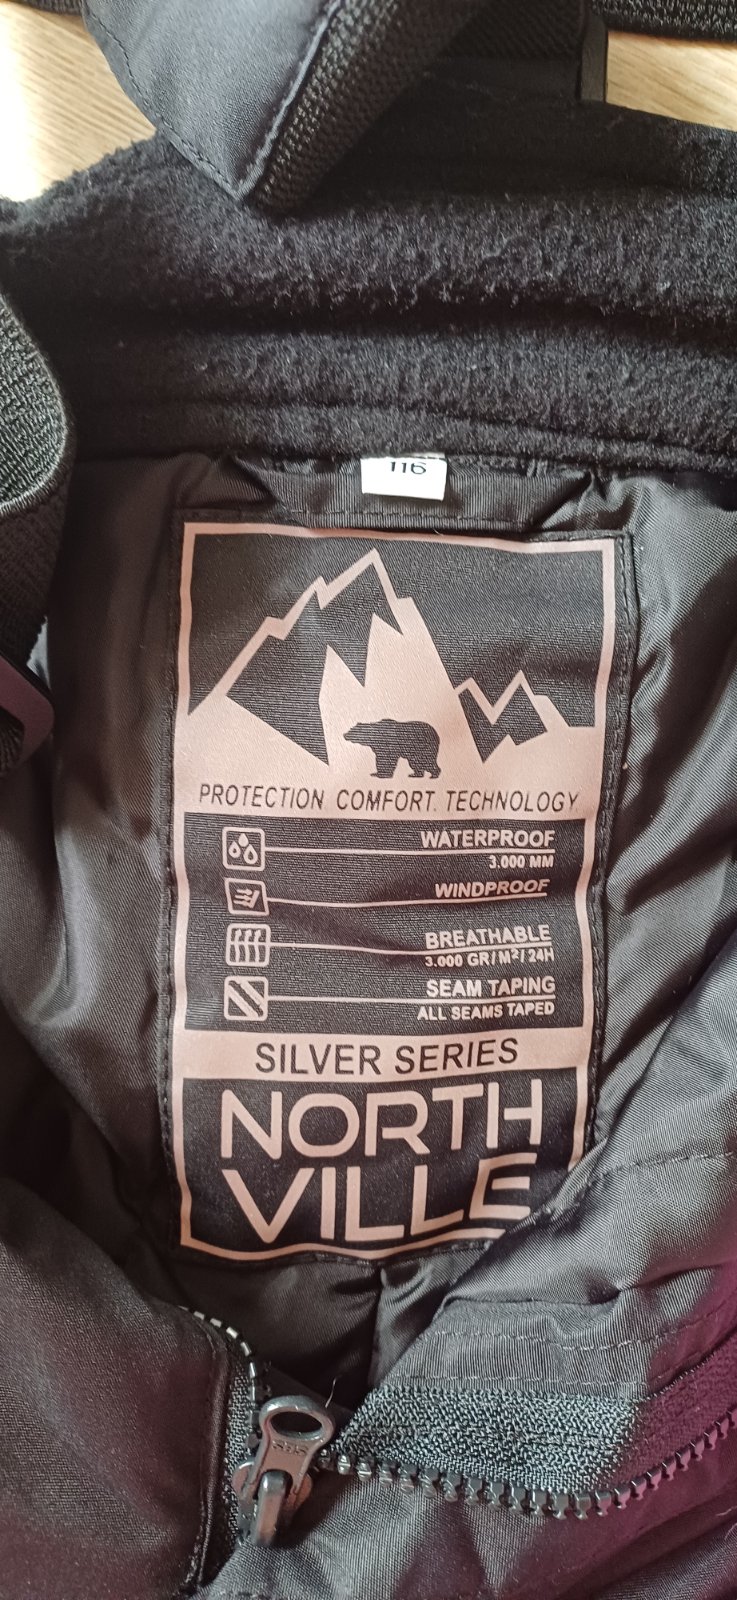 116
PROTECTION COMFORT. TECHNOLOGY
WATERPROOF
3.000 MM
WINDPROOF
BREATHABLE
3.000 GR/M²/24H
SEAM TAPING
ALL SEAMS TAPED
SILVER SERIES
NORTH
VILLE